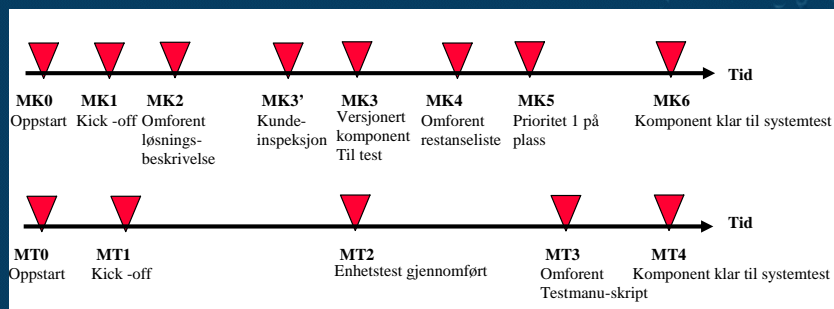 Tid
MK0 MK1 MK2 MK3’ MK3 MK4 MK5 MK6
Oppstart
Kick -off
Omforent
løsnings-
beskrivelse
Kunde-
inspeksjon
Versjonert
komponent
Til test
Omforent
restanseliste
Prioritet 1 på
plass
Komponent klar til systemtest
Tid
MT0 MT1 MT2 MT3 MT4
Oppstart
Kick -off
Enhetstest gjennomført
Omforent
Testmanu-skript
Komponent klar til systemtest